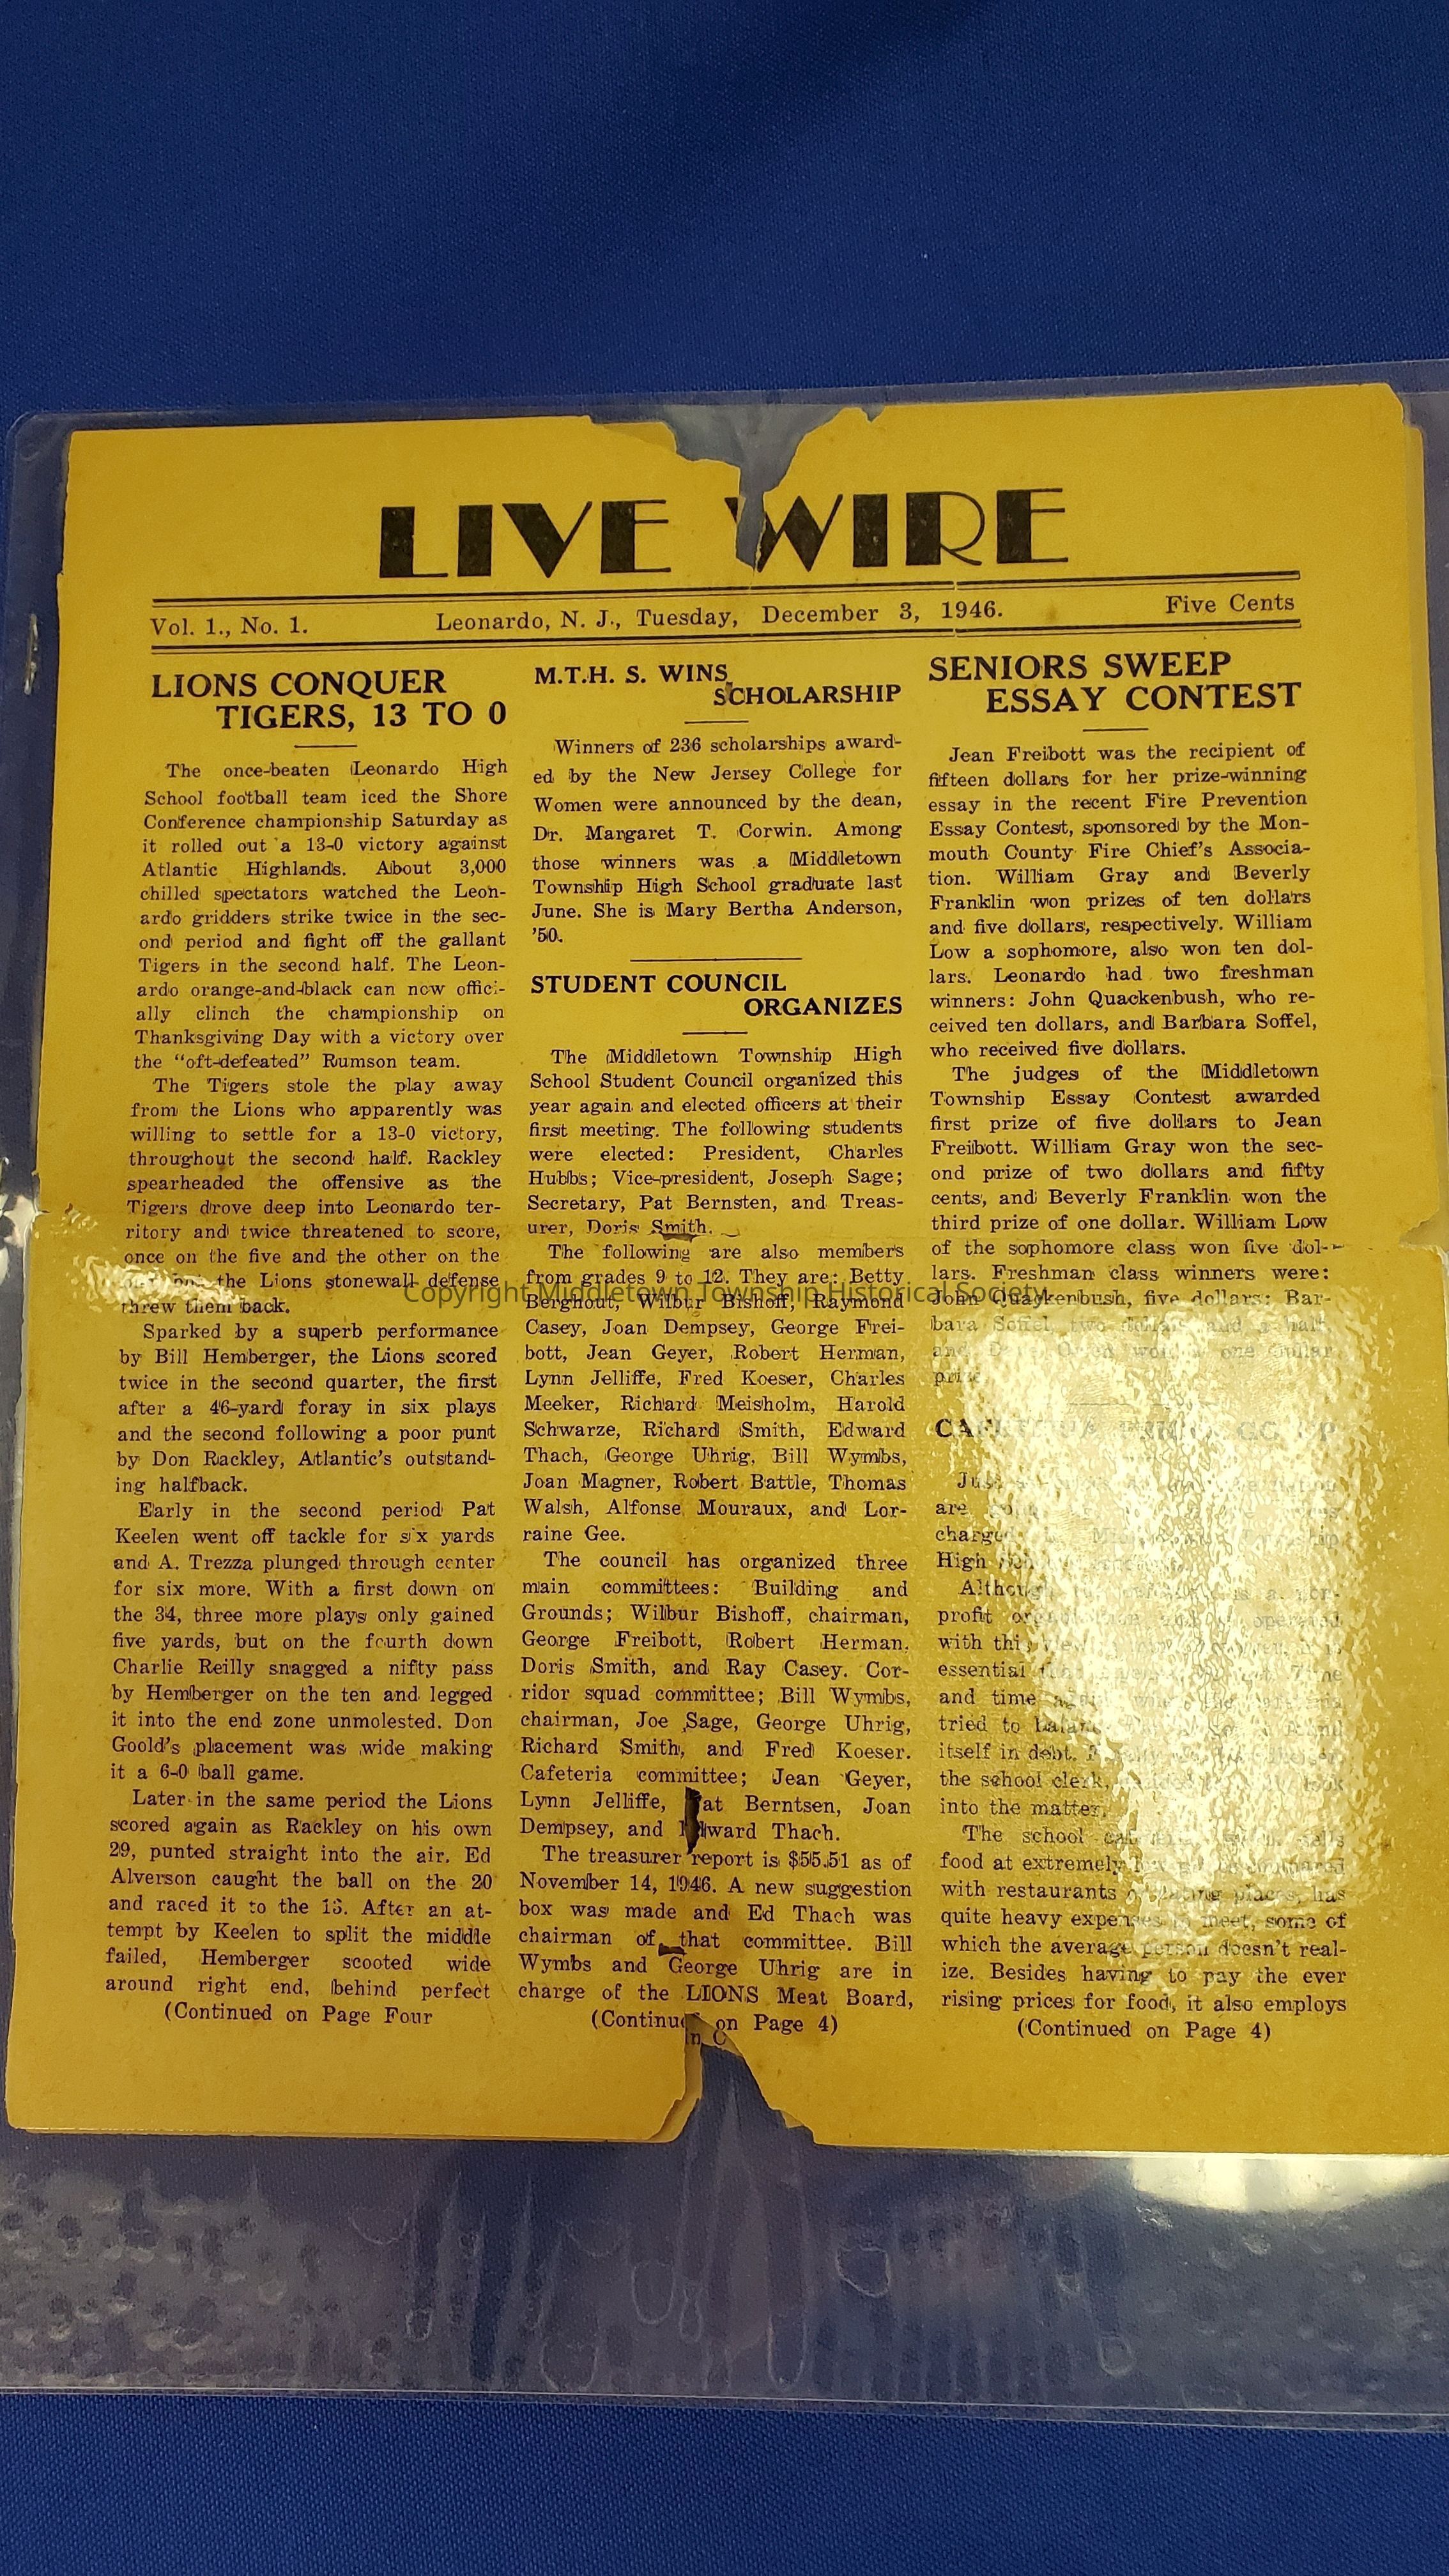 LIVE WIRE
Vol. 1., No. 1.
Leonardo, N. J., Tuesday, December 3, 1946.
Five Cents
LIONS CONQUER
TIGERS, 13 TO 0
The once-beaten Leonardo High
School football team iced the Shore
Conference championship Saturday as
it rolled out a 13-0 victory against
Atlantic Highlands. About 3,000
chilled spectators watched the Leon-
ardo gridders strike twice in the sec-
ond period and fight off the gallant
Tigers in the second half. The Leon-
ardo orange-and-black can now offici-
ally clinch the championship on
Thanksgiving Day with a victory over
the "oft-defeated" Rumson team.
The Tigers stole the play away
from the Lions who apparently was
willing to settle for a 13-0 victory,
throughout the second half. Rackley
spearheaded the offensive as the
Tigers drove deep into Leonardo ter-
ritory and twice threatened to score,
once on the five and the other on the
the Lions stonewall defense
threw them back.
Sparked by a superb performance
by Bill Hemberger, the Lions scored
twice in the second quarter, the first
after a 46-yard foray in six plays
and the second following a poor punt
by Don Rackley, Atlantic's outstand-
ing halfback.
Early in the second period Pat
Keelen went off tackle for six yards
and A. Trezza plunged through center
for six more. With a first down on
the 34, three more plays only gained
five yards, but on the fourth down
Charlie Reilly snagged a nifty pass
by Hemberger on the ten and legged
it into the end zone unmolested. Don
Goold's placement was wide making
it a 6-0 ball game.
Later in the same period the Lions
scored again as Rackley on his own
29, punted straight into the air. Ed
Alverson caught the ball on the 20
and raced it to the 13. After an at-
tempt by Keelen to split the middle
failed, Hemberger scooted wide
around right end, behind perfect
(Continued on Page Four
M.T.H. S. WINS
SCHOLARSHIP
Winners of 236 scholarships award-
ed by the New Jersey College for
Women were announced by the dean,
Dr. Margaret T. Corwin. Among
those winners was a Middletown
Township High School graduate last
June. She is Mary Bertha Anderson,
'50.
STUDENT COUNCIL
ORGANIZES
The Middletown Township High
School Student Council organized this
year again and elected officers at their
first meeting. The following students
were elected: President, Charles
Hubbs; Vice-president, Joseph Sage;
Secretary, Pat Bernsten, and Treas-
urer, Doris Smith.
The following are also members
from grades 9 to 12. They are: Betty
Berghout, Wilbur Bishoff, Raymond
Casey, Joan Dempsey, George Frei-
bott, Jean Geyer, Robert Herman,
Lynn Jelliffe, Fred Koeser, Charles
Meeker, Richard Meisholm, Harold
Schwarze, Richard Smith, Edward
Thach, George Uhrig, Bill Wymbs,
Joan Magner, Robert Battle, Thomas
Walsh, Alfonse Mouraux, and Lor-
raine Gee.
The council has organized three
main committees: Building and
Grounds; Wilbur Bishoff, chairman,
George Freibott, Robert Herman.
Doris Smith, and Ray Casey. Cor-
ridor squad committee; Bill Wymbs,
chairman, Joe Sage, George Uhrig,
Richard Smith, and Fred Koeser.
Cafeteria committee; Jean Geyer,
Lynn Jelliffe, Pat Berntsen, Joan
Dempsey, and Edward Thach.
The treasurer report is $55.51 as of
November 14, 1946. A new suggestion
box was made and Ed Thach was
chairman of that committee. Bill
Wymbs and George Uhrig are in
charge of the LIONS Meat Board,
(Continued on Page 4)
SENIORS SWEEP
ESSAY CONTEST
Jean Freibott was the recipient of
fifteen dollars for her prize-winning
essay in the recent Fire Prevention
Essay Contest, sponsored by the Mon-
mouth County Fire Chief's Associa-
tion. William Gray and Beverly
Franklin won prizes of ten dollars
and five dollars, respectively. William
Low a sophomore, also won ten dol-
lars. Leonardo had two freshman
winners: John Quackenbush, who re-
ceived ten dollars, and Barbara Soffel,
who received five dollars.
The judges of the Middletown
Township Essay Contest awarded
first prize of five dollars to Jean
Freibott. William Gray won the sec-
ond prize of two dollars and fifty
cents, and Beverly Franklin won the
third prize of one dollar. William Low
of the sophomore class won five dol-
lars. Freshman class winners were:
John Quackenbush, five dollars; Bar-
bara Soffel two dollars and a half
and won one dollar
are
High
Although is a non-
profit operated
with this
essential Time
and time
tried to
itself in debt.
the school clerk, look
into the matter.
The school
food at extremely
with restaurants eating places, has
quite heavy expenses to meet, some of
which the average person doesn't real-
ize. Besides having to pay the ever
rising prices for food, it also employs
(Continued on Page 4)
Copyright Middletown Township Historical Society